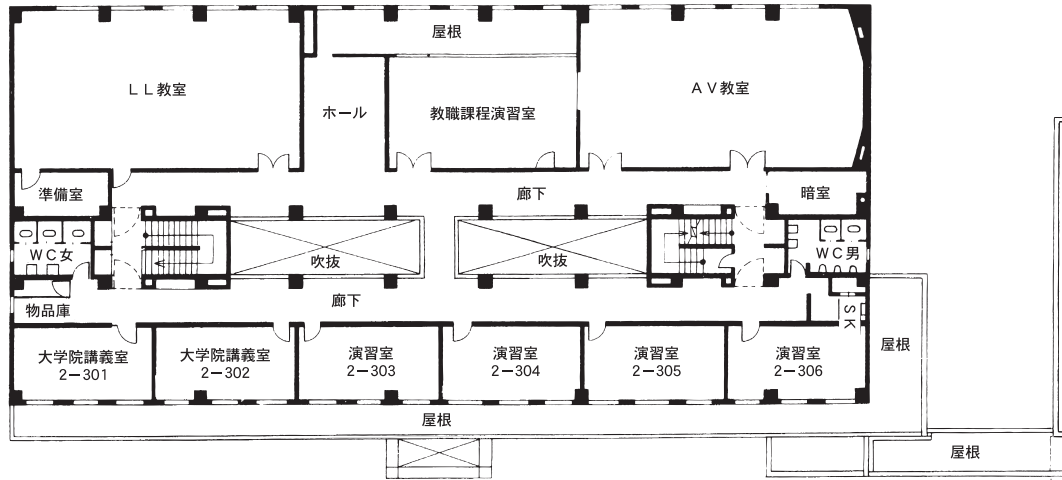 屋根
LL教室
AV教室
ホール
教職課程演習室
準備室
廊下
暗室
WC女
吹抜
吹抜
WC男
物品庫
廊下
SK
大学院講義室
2−301
大学院講義室
2−302
演習室
2−303
演習室
2−304
演習室
2−305
演習室
2−306
屋根
屋根
屋根